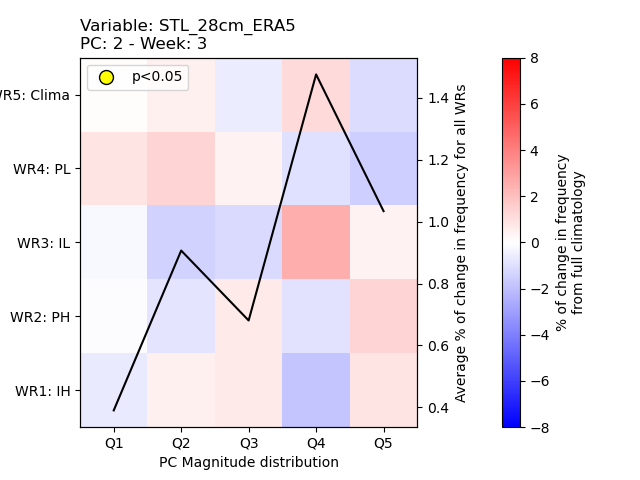 Variable: STL_28cm_ERA5
PC: 2 - Week: 3
p<0.05
WR5: Clima
WR4: PL
WR3: IL
WR2: PH
WR1: IH
Q1 Q2 Q3 Q4 Q5
PC Magnitude distribution
1.4
1.2
1.0
0.8
0.6
0.4
Average % of change in frequency for all WRs
8
6
4
2
0
−2
−4
−6
−8
% of change in frequency
from full climatology